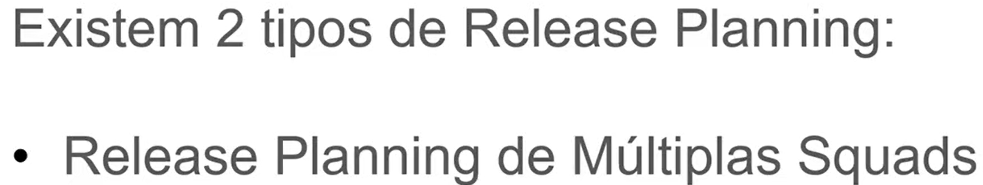 Existem 2 tipos de Release Planning:
• Release Planning de Múltiplas Squads